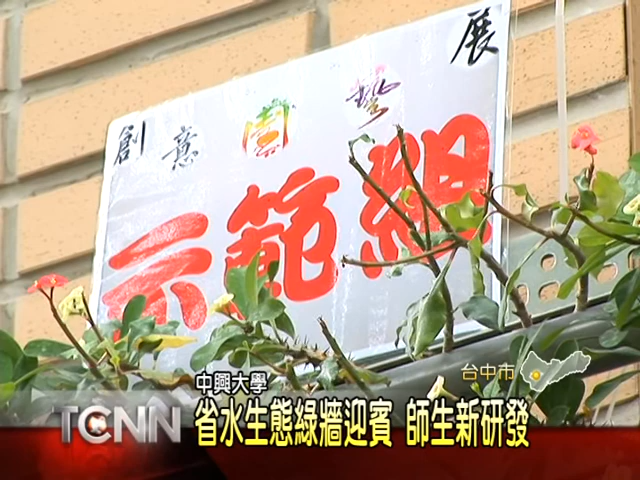 創意園藝展
示範組
台中市
中興大學
省水生態綠牆迎賓 師生新研發
TCNN